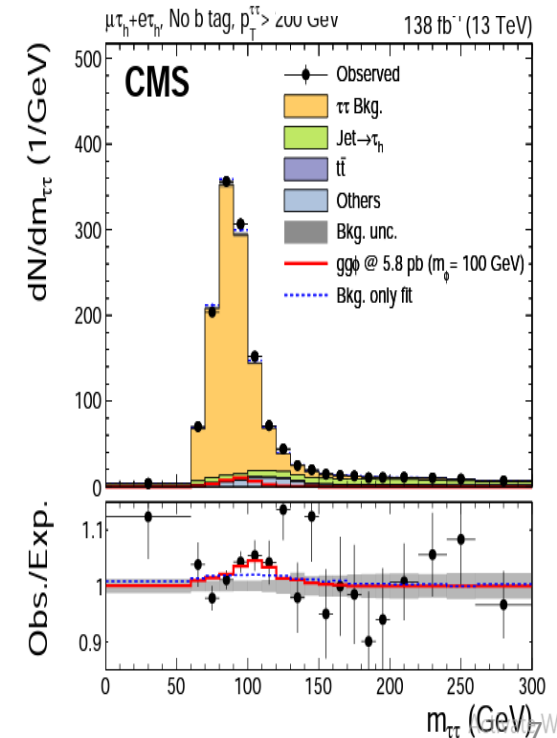 μτh+eτh, No b tag, pTττ > 200 GeV 138 fb-1 (13 TeV)
CMS
Observed
ττ Bkg.
Jet→τh
tt̄
Others
Bkg. unc.
ggϕ @ 5.8 pb (mϕ = 100 GeV)
Bkg. only fit
dN/dmττ (1/GeV)
500
400
300
200
100
0
Obs./Exp.
1.1
1
0.9
0 50 100 150 200 250 300
mττ (GeV)
7